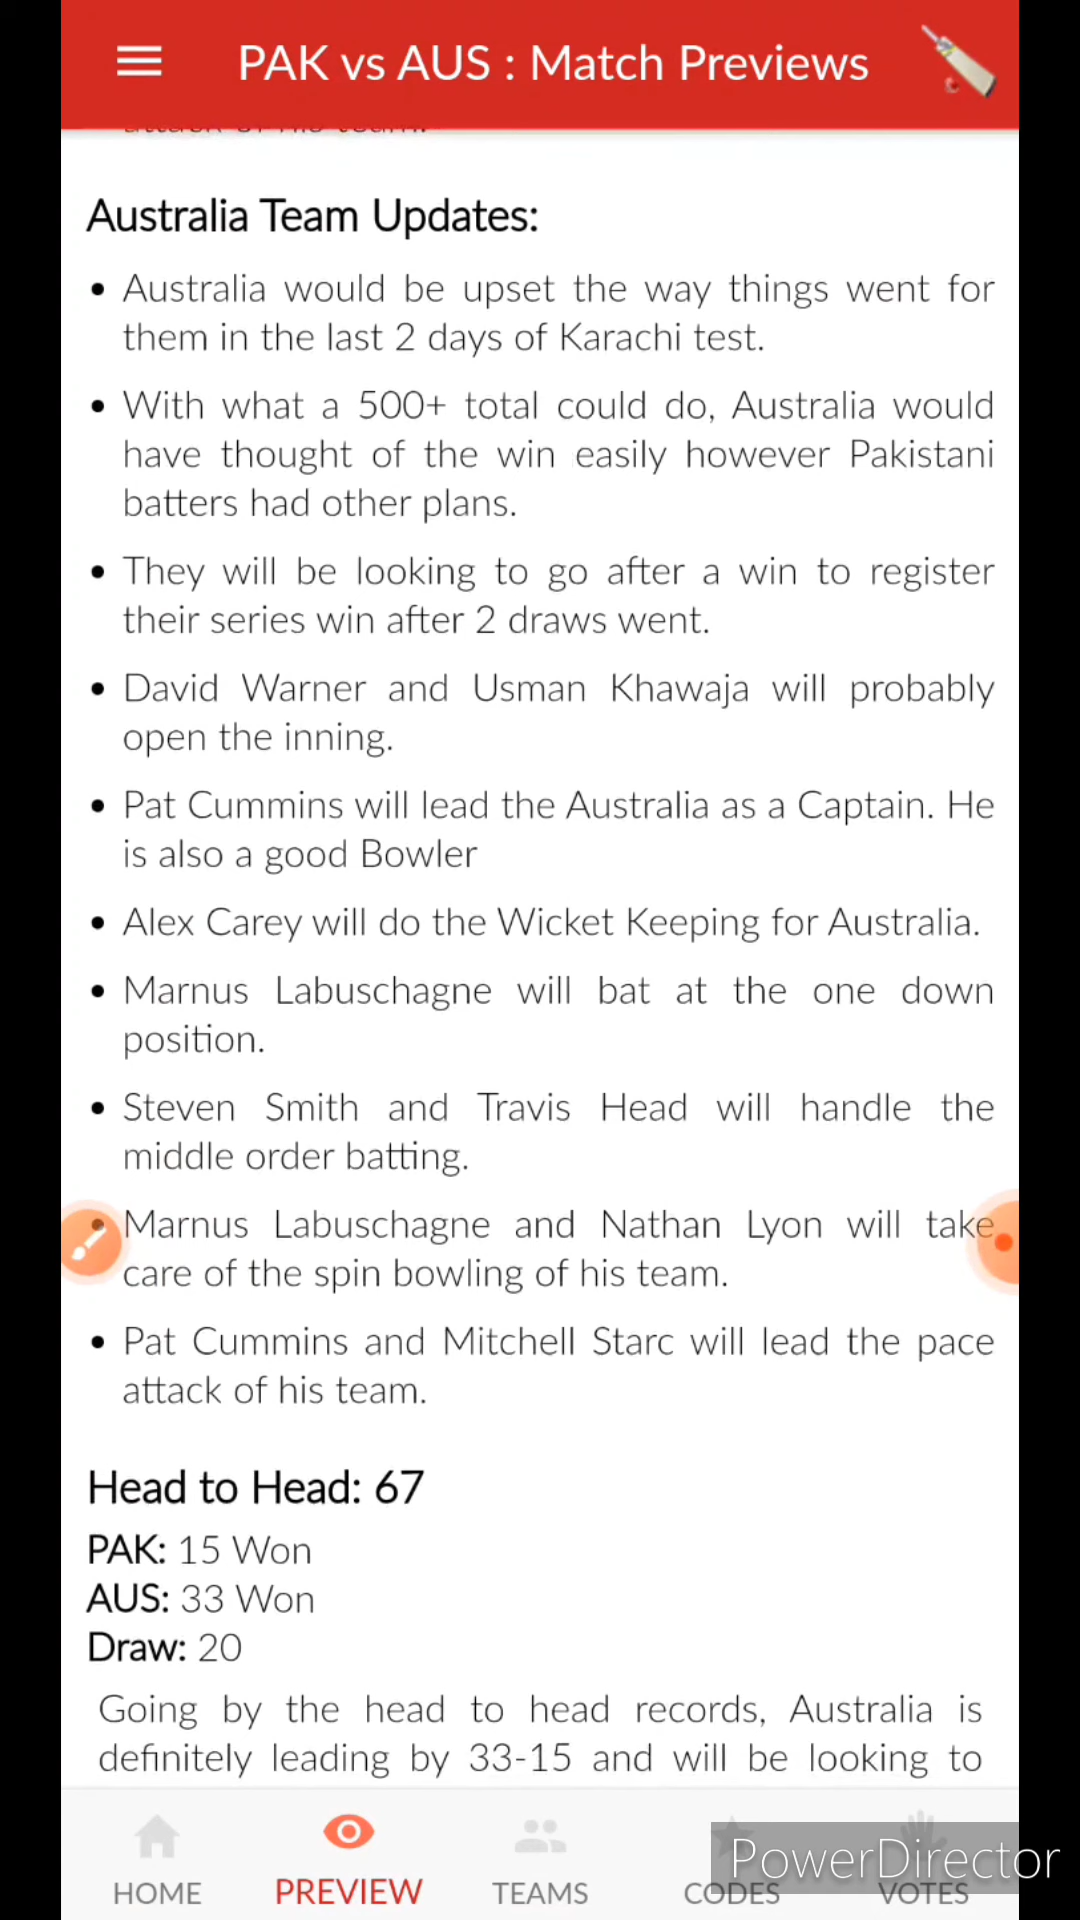 PAK vs AUS : Match Previews
Australia Team Updates:
• Australia would be upset the way things went for
them in the last 2 days of Karachi test.
• With what a 500+ total could do, Australia would
have thought of the win easily however Pakistani
batters had other plans.
• They will be looking to go after a win to register
their series win after 2 draws went.
• David Warner and Usman Khawaja will probably
open the inning.
• Pat Cummins will lead the Australia as a Captain. He
is also a good Bowler
• Alex Carey will do the Wicket Keeping for Australia.
• Marnus Labuschagne will bat at the one down
position.
• Steven Smith and Travis Head will handle the
middle order batting.
• Marnus Labuschagne and Nathan Lyon will take
care of the spin bowling of his team.
• Pat Cummins and Mitchell Starc will lead the pace
attack of his team.
Head to Head: 67
PAK: 15 Won
AUS: 33 Won
Draw: 20
Going by the head to head records, Australia is
definitely leading by 33-15 and will be looking to
PowerDirector
HOME PREVIEW TEAMS CODES VOTES